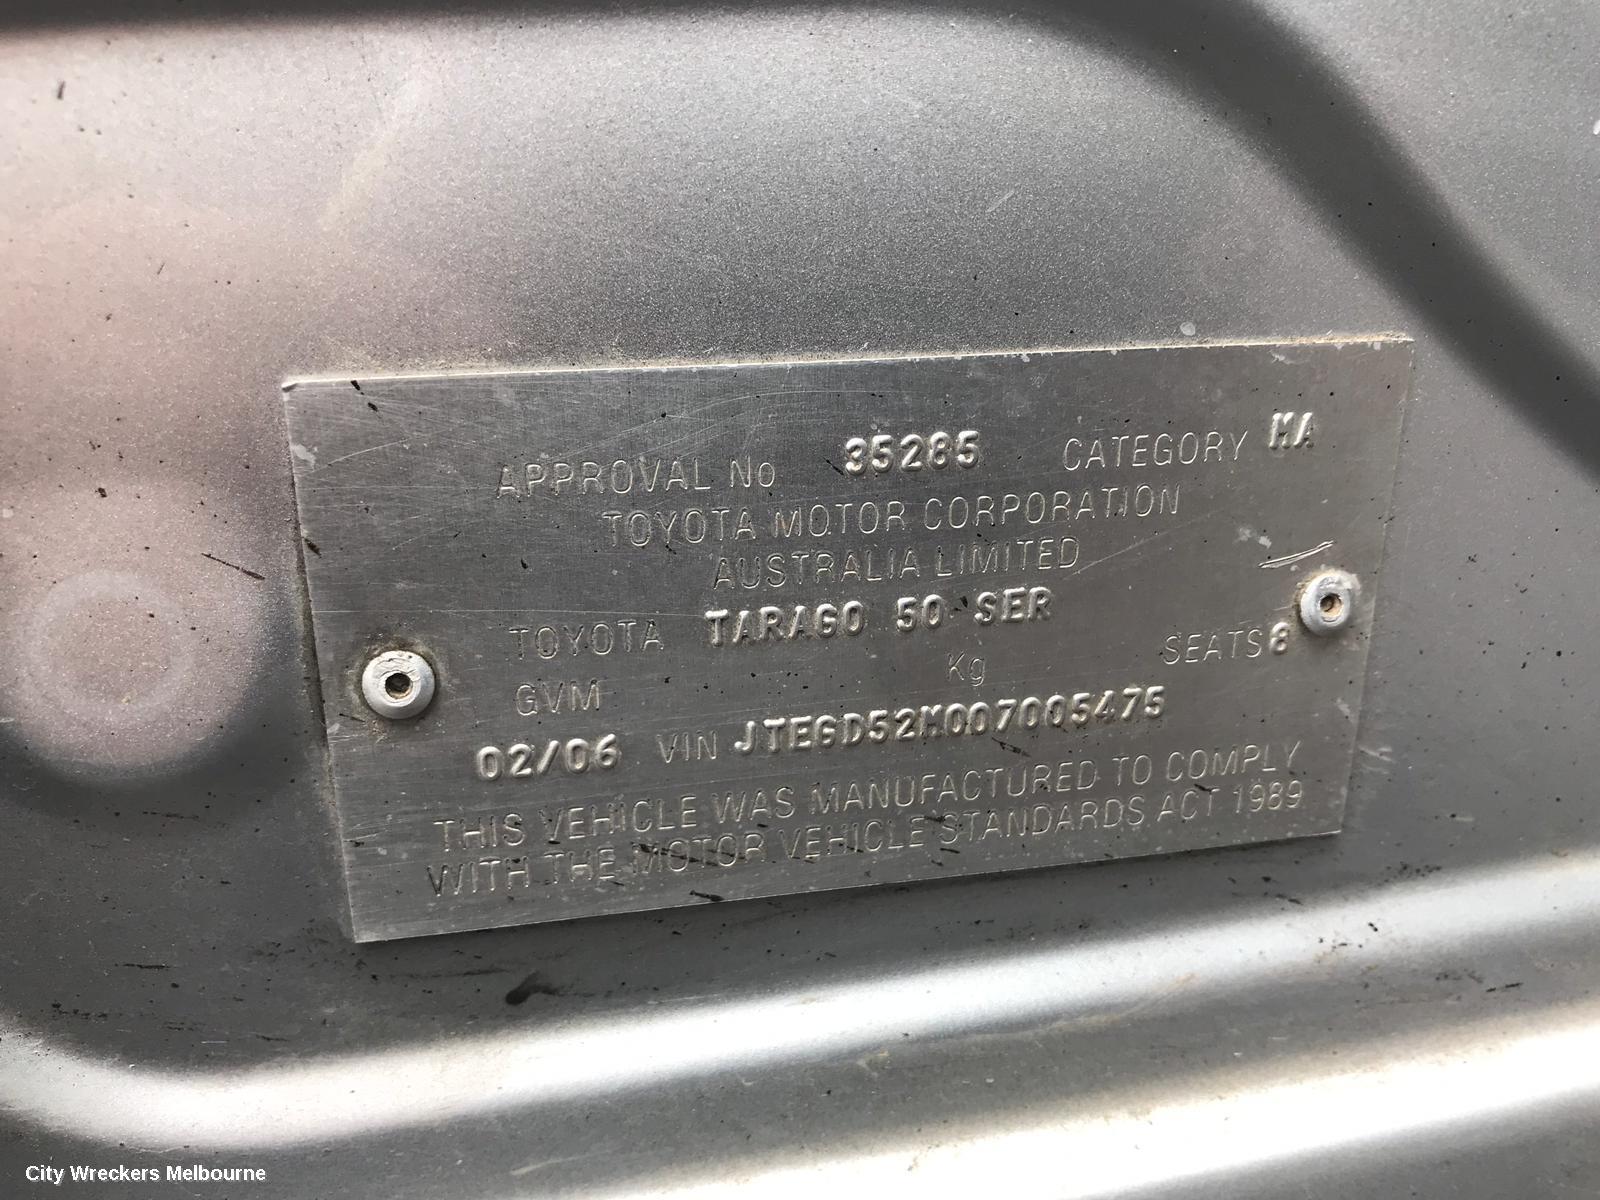 APPROVAL No 35285 CATEGORY MA
TOYOTA MOTOR CORPORATION
AUSTRALIA LIMITED
TOYOTA TARAGO 50 SER
GVM Kg SEATS 8
02/06 VIN JTEGD52M007005475
THIS VEHICLE WAS MANUFACTURED TO COMPLY
WITH THE MOTOR VEHICLE STANDARDS ACT 1989
City Wreckers Melbourne